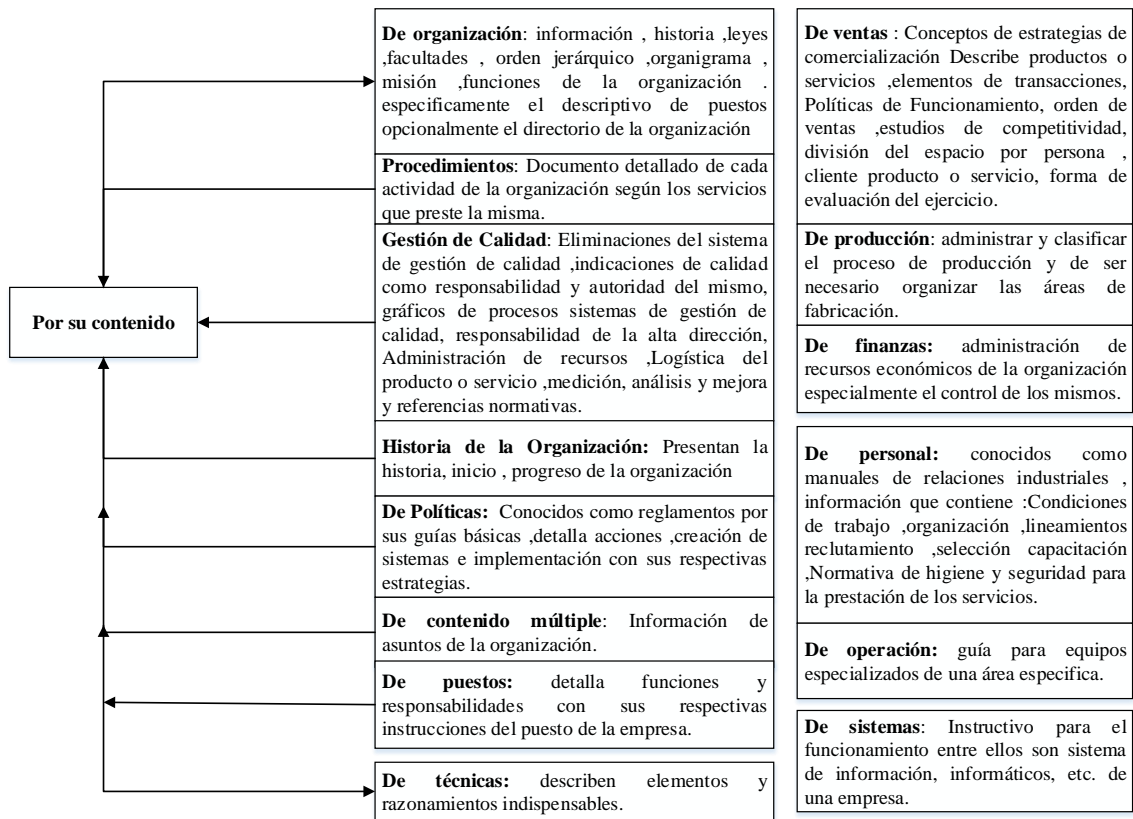 Por su contenido
De organización: información , historia ,leyes
,facultades , orden jerárquico ,organigrama ,
misión ,funciones de la organización .
especificamente el descriptivo de puestos
opcionalmente el directorio de la organización
Procedimientos: Documento detallado de cada
actividad de la organización según los servicios
que preste la misma.
Gestión de Calidad: Eliminaciones del sistema
de gestión de calidad ,indicaciones de calidad
como responsabilidad y autoridad del mismo,
gráficos de procesos sistemas de gestión de
calidad, responsabilidad de la alta dirección,
Administración de recursos ,Logística del
producto o servicio ,medición, análisis y mejora
y referencias normativas.
Historia de la Organización: Presentan la
historia, inicio , progreso de la organización
De Políticas: Conocidos como reglamentos por
sus guías básicas ,detalla acciones ,creación de
sistemas e implementación con sus respectivas
estrategias.
De contenido múltiple: Información de
asuntos de la organización.
De puestos: detalla funciones y
responsabilidades con sus respectivas
instrucciones del puesto de la empresa.
De técnicas: describen elementos y
razonamientos indispensables.
De ventas : Conceptos de estrategias de
comercialización Describe productos o
servicios ,elementos de transacciones,
Políticas de Funcionamiento, orden de
ventas ,estudios de competitividad,
división del espacio por persona ,
cliente producto o servicio, forma de
evaluación del ejercicio.
De producción: administrar y clasificar
el proceso de producción y de ser
necesario organizar las áreas de
fabricación.
De finanzas: administración de
recursos económicos de la organización
especialmente el control de los mismos.
De personal: conocidos como
manuales de relaciones industriales ,
información que contiene :Condiciones
de trabajo ,organización ,lineamientos
reclutamiento ,selección capacitación
,Normativa de higiene y seguridad para
la prestación de los servicios.
De operación: guía para equipos
especializados de una área especifica.
De sistemas: Instructivo para el
funcionamiento entre ellos son sistema
de información, informáticos, etc. de
una empresa.